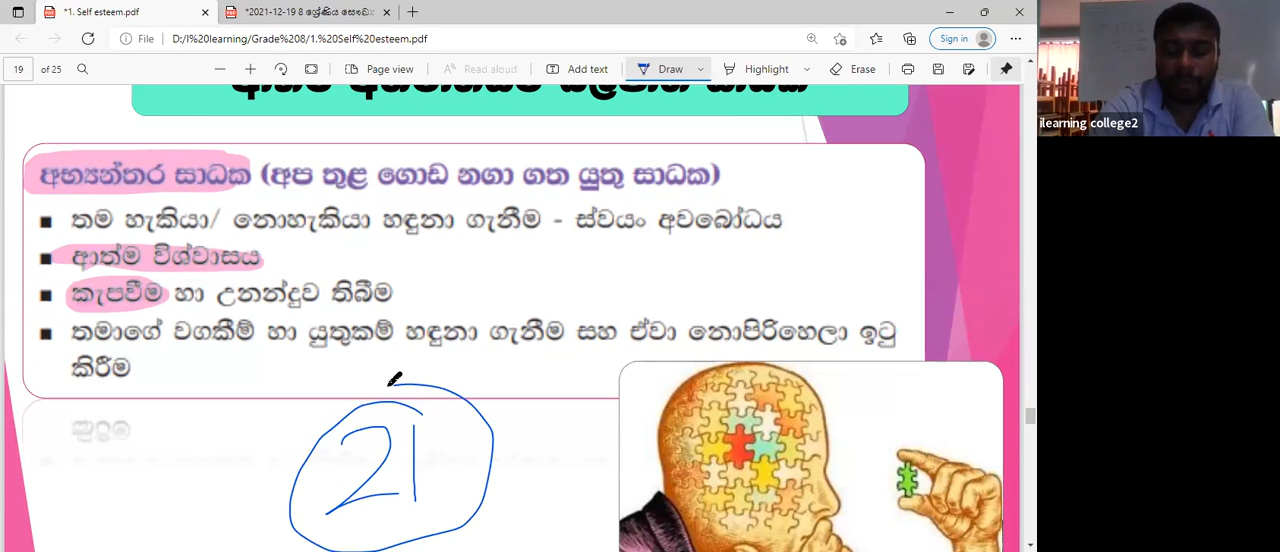 *1. Self esteem.pdf
*2021-12-19 8 ශ්‍රේණිය සෞඛ්‍ය
File D:/I%20learning/Grade%208/1.%20Self%20esteem.pdf Sign in
19 of 25 Page view Read aloud Add text Draw Highlight Erase
ilearning college2
අභ්‍යන්තර සාධක (අප තුළ ගොඩ නගා ගත යුතු සාධක)
■ තම හැකියා/ නොහැකියා හඳුනා ගැනීම - ස්වයං අවබෝධය
■ ආත්ම විශ්වාසය
■ කැපවීම හා උනන්දුව තිබීම
■ තමාගේ වගකීම් හා යුතුකම් හඳුනා ගැනීම සහ ඒවා නොපිරිහෙලා ඉටු
කිරීම
21